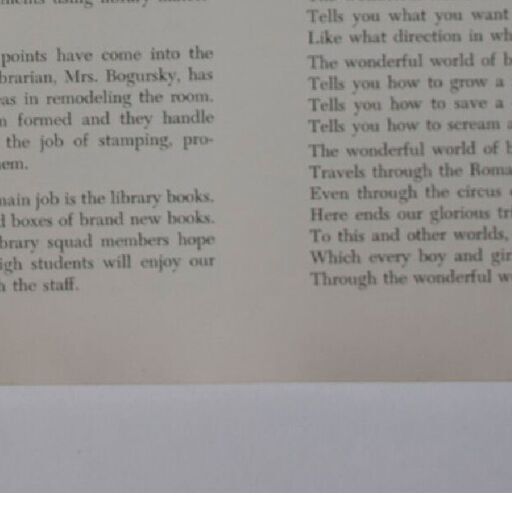 points have come into the
brarian, Mrs. Bogursky, has
as in remodeling the room.
n formed and they handle
the job of stamping, pro-
em.
ain job is the library books.
d boxes of brand new books.
brary squad members hope
igh students will enjoy our
h the staff.
Tells you what you want
Like what direction in wh
The wonderful world of b
Tells you how to grow a
Tells you how to save a
Tells you how to scream a
The wonderful world of b
Travels through the Roma
Even through the circus
Here ends our glorious tri
To this and other worlds,
Which every boy and gir
Through the wonderful w